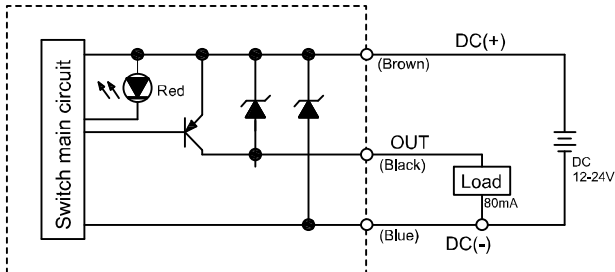 Switch main circuit
Red
DC(+)
(Brown)
OUT
(Black)
Load
80mA
DC
12-24V
(Blue)
DC(-)